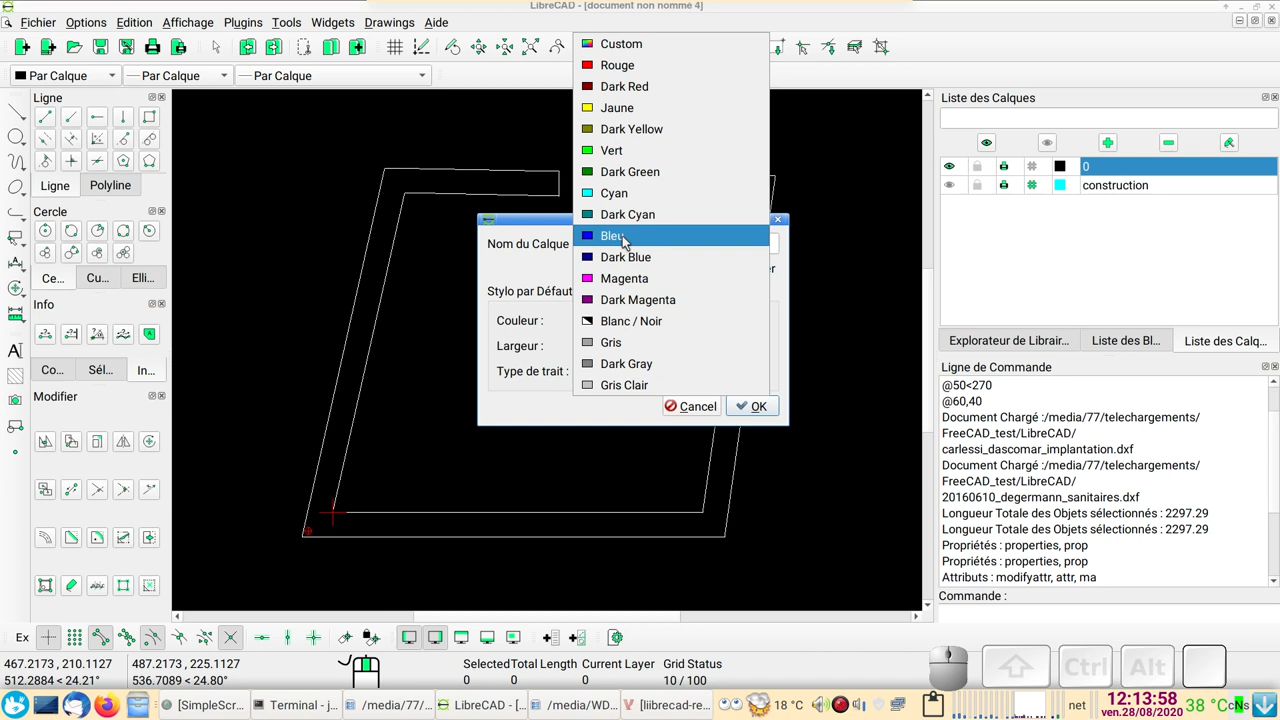 LibreCAD - [document non nommé 4]
Fichier Options Edition Affichage Plugins Tools Widgets Drawings Aide
Par Calque Par Calque Par Calque
Custom
Rouge
Dark Red
Jaune
Dark Yellow
Vert
Dark Green
Cyan
Dark Cyan
Bleu
Dark Blue
Magenta
Dark Magenta
Blanc / Noir
Gris
Dark Gray
Gris Clair
Ligne
Ligne Polyline
Cercle
Ce... Cu... Elli...
Info
Co... Sél... In...
Modifier
Nom du Calque
Stylo par Défaut
Couleur :
Largeur :
Type de trait :
Cancel OK
Liste des Calques
0
construction
Explorateur de Librair... Liste des Bl... Liste des Calq...
Ligne de Commande
@50<270
@60,40
Document Chargé :/media/77/telechargements/
FreeCAD_test/LibreCAD/
carlessi_dascomar_implantation.dxf
Document Chargé :/media/77/telechargements/
FreeCAD_test/LibreCAD/
20160610_degermann_sanitaires.dxf
Longueur Totale des Objets sélectionnés : 2297.29
Longueur Totale des Objets sélectionnés : 2297.29
Propriétés : properties, prop
Propriétés : properties, prop
Attributs : modifyattr, attr, ma
Commande :
Ex
467.2173 , 210.1127 487.2173 , 225.1127 Selected Total Length Current Layer Grid Status
512.2884 < 24.21° 536.7089 < 24.80° 0 0 0 10 / 100
Ctrl Alt
[SimpleScr... Terminal - j... /media/77/... LibreCAD - [... /media/WD... [liibrecad-re... 18 °C net 12:13:58 ven.28/08/2020 38 °C